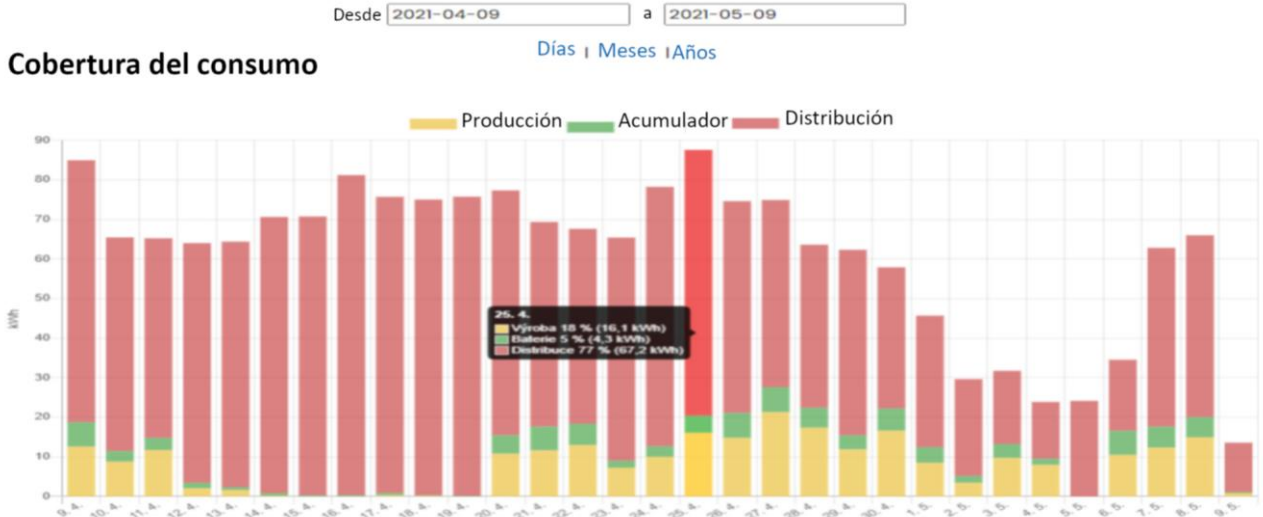 Desde 2021-04-09 a 2021-05-09
Días | Meses | Años
Cobertura del consumo
Producción Acumulador Distribución
90
80
70
60
50
40
30
20
10
0
kWh
25. 4.
Výroba 18 % (16,1 kWh)
Baterie 5 % (4,3 kWh)
Distribuce 77 % (67,2 kWh)
9. 4. 10. 4. 11. 4. 12. 4. 13. 4. 14. 4. 15. 4. 16. 4. 17. 4. 18. 4. 19. 4. 20. 4. 21. 4. 22. 4. 23. 4. 24. 4. 25. 4. 26. 4. 27. 4. 28. 4. 29. 4. 30. 4. 1. 5. 2. 5. 3. 5. 4. 5. 5. 5. 6. 5. 7. 5. 8. 5. 9. 5.